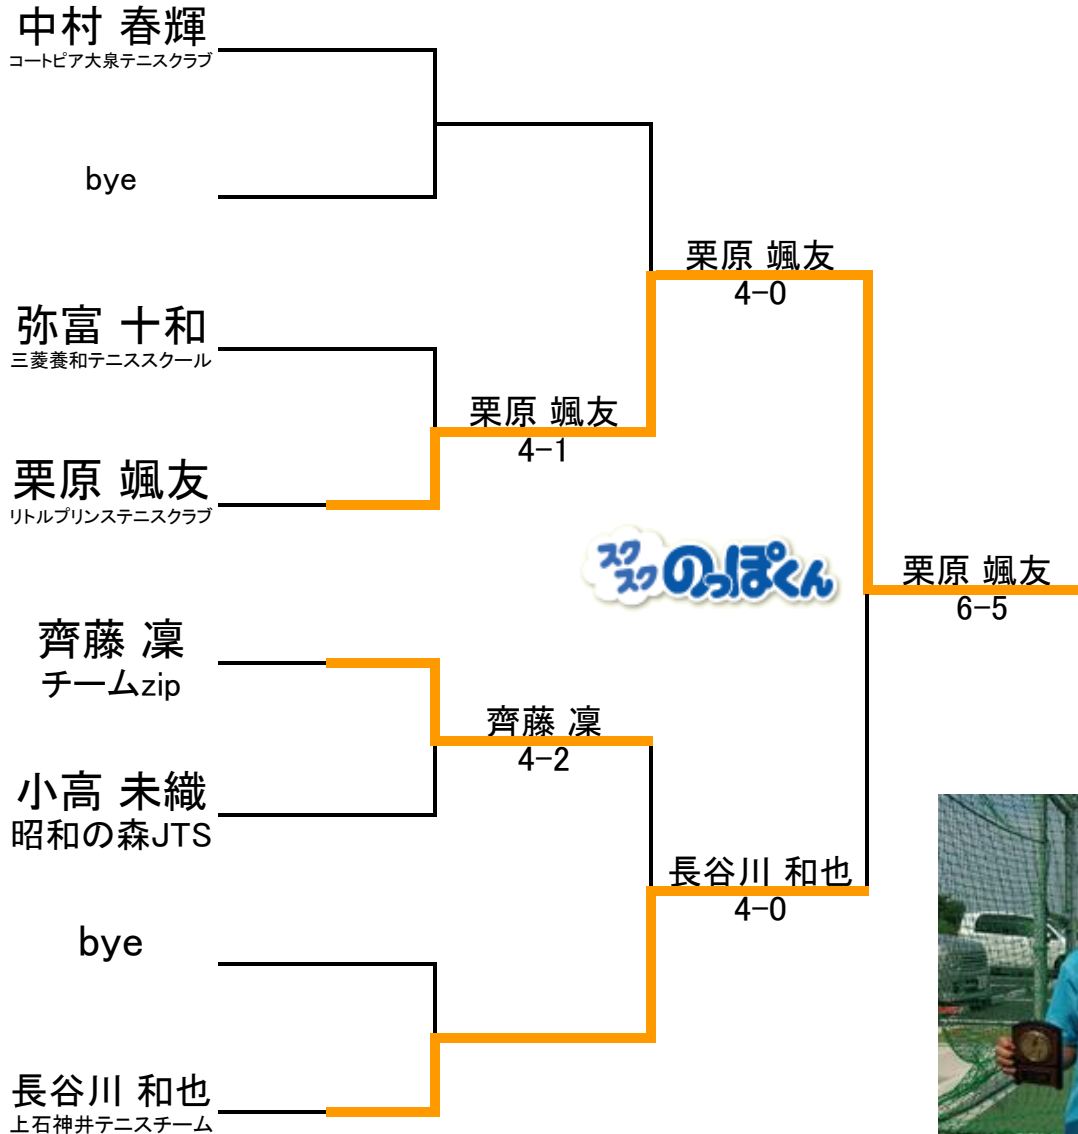 中村 春輝
コートピア大泉テニスクラブ
bye
弥富 十和
三菱養和テニススクール
栗原 颯友
リトルプリンステニスクラブ
齊藤 凜
チームzip
小高 未織
昭和の森JTS
bye
長谷川 和也
上石神井テニスチーム
栗原 颯友
4-1
齊藤 凜
4-2
栗原 颯友
4-0
スクスクのっぽくん
長谷川 和也
4-0
栗原 颯友
6-5